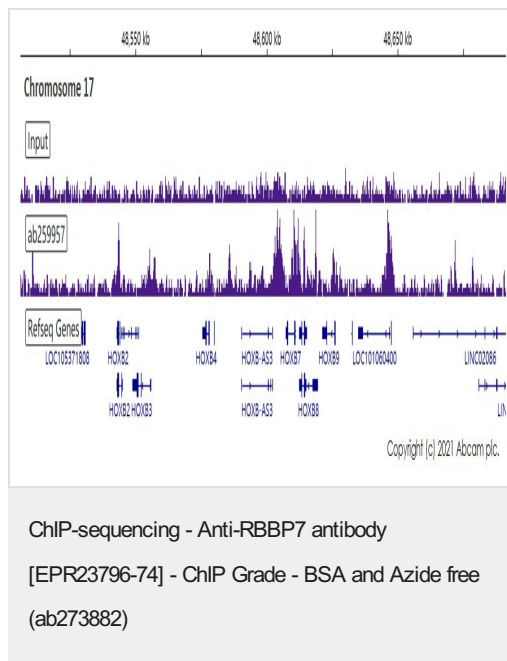 48,550 kb 48,600 kb 48,650 kb
Chromosome 17
Input
ab259957
Refseq Genes
LOC105371808 HOXB2 HOXB4 HOXB-AS3 HOXB7 HOXB9 LOC101060400 LINC02086
HOXB2 HOXB3 HOXB-AS3 HOXB8 LIN
Copyright (c) 2021 Abcam plc.
ChIP-sequencing - Anti-RBBP7 antibody
[EPR23796-74] - ChIP Grade - BSA and Azide free
(ab273882)